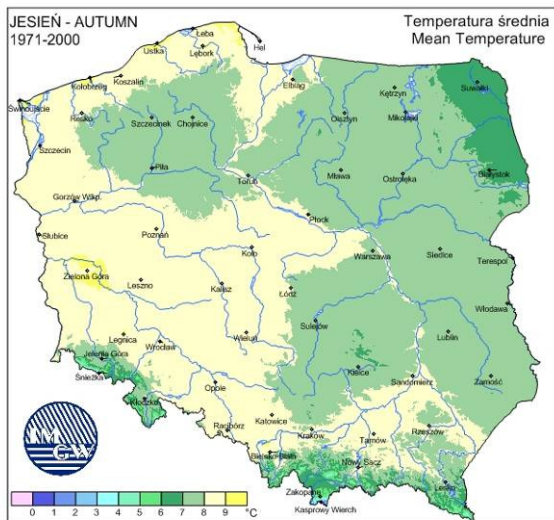 JESIEŃ - AUTUMN
1971-2000
Temperatura średnia
Mean Temperature
Łeba
Hel
Ustka
Lębork
Koszalin
Kołobrzeg
Elbląg
Kętrzyn
Suwałki
Świnoujście
Resko
Szczecinek
Chojnice
Olsztyn
Mikołajki
Szczecin
Piła
Toruń
Mława
Ostrołęka
Białystok
Gorzów Wlkp.
Płock
Słubice
Poznań
Koło
Warszawa
Siedlce
Terespol
Zielona Góra
Leszno
Kalisz
Łódź
Włodawa
Sulejów
Legnica
Wrocław
Wieluń
Lublin
Jelenia Góra
Śnieżka
Kielce
Sandomierz
Zamość
Kłodzko
Opole
Racibórz
Katowice
Kraków
Tarnów
Rzeszów
Bielsko-Biała
Nowy Sącz
Lesko
Zakopane
Kasprowy Wierch
IMGW
0 1 2 3 4 5 6 7 8 9 °C